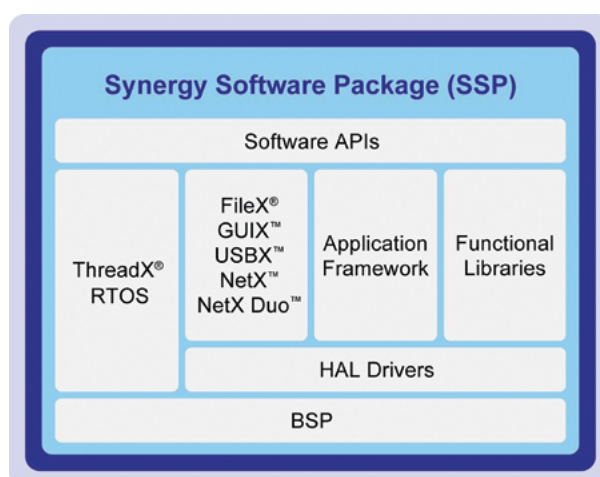 Synergy Software Package (SSP)
Software APIs
ThreadX®
RTOS
FileX®
GUIX™
USBX™
NetX™
NetX Duo™
Application
Framework
Functional
Libraries
HAL Drivers
BSP